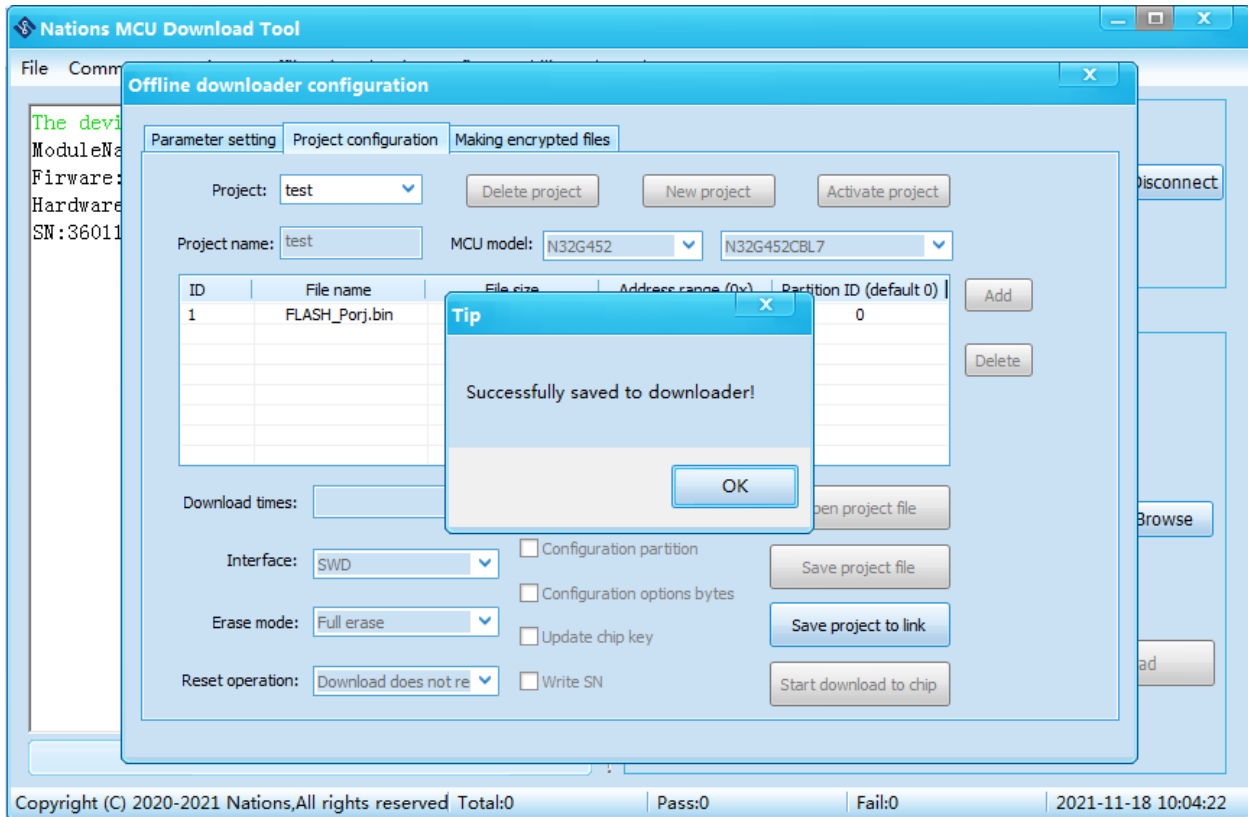 Nations MCU Download Tool
File Comm
Offline downloader configuration
The devi
ModuleNa
Firware:
Hardware
SN:36011
Parameter setting Project configuration Making encrypted files
Project: test Delete project New project Activate project
Disconnect
Project name: test MCU model: N32G452 N32G452CBL7
ID File name File size Address range (0x) Partition ID (default 0) Add
1 FLASH_Porj.bin 0
Tip
Delete
Successfully saved to downloader!
OK
Download times: pen project file
Browse
Configuration partition
Interface: SWD Save project file
Configuration options bytes
Erase mode: Full erase Save project to link
Update chip key
ad
Reset operation: Download does not re Write SN Start download to chip
Copyright (C) 2020-2021 Nations,All rights reserved Total:0 Pass:0 Fail:0 2021-11-18 10:04:22